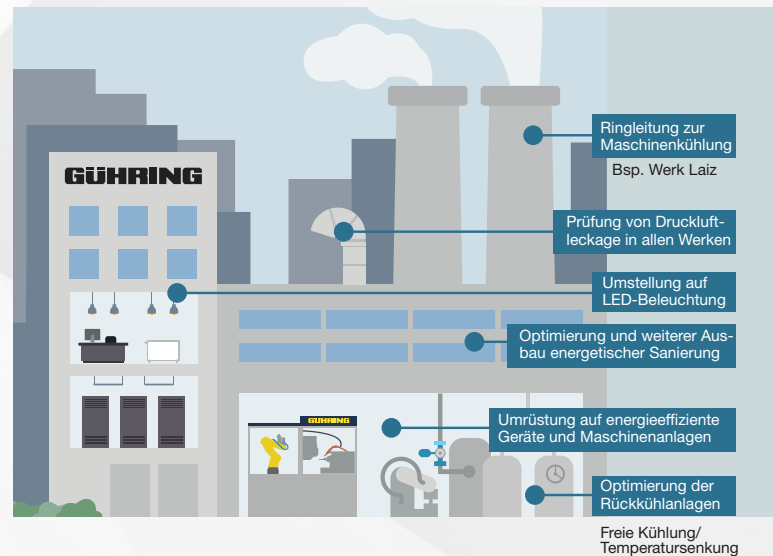 GÜHRING
Ringleitung zur
Maschinenkühlung
Bsp. Werk Laiz
Prüfung von Druckluft-
leckage in allen Werken
Umstellung auf
LED-Beleuchtung
Optimierung und weiterer Aus-
bau energetischer Sanierung
GÜHRING
Umrüstung auf energieeffiziente
Geräte und Maschinenanlagen
Optimierung der
Rückkühlanlagen
Freie Kühlung/
Temperatursenkung